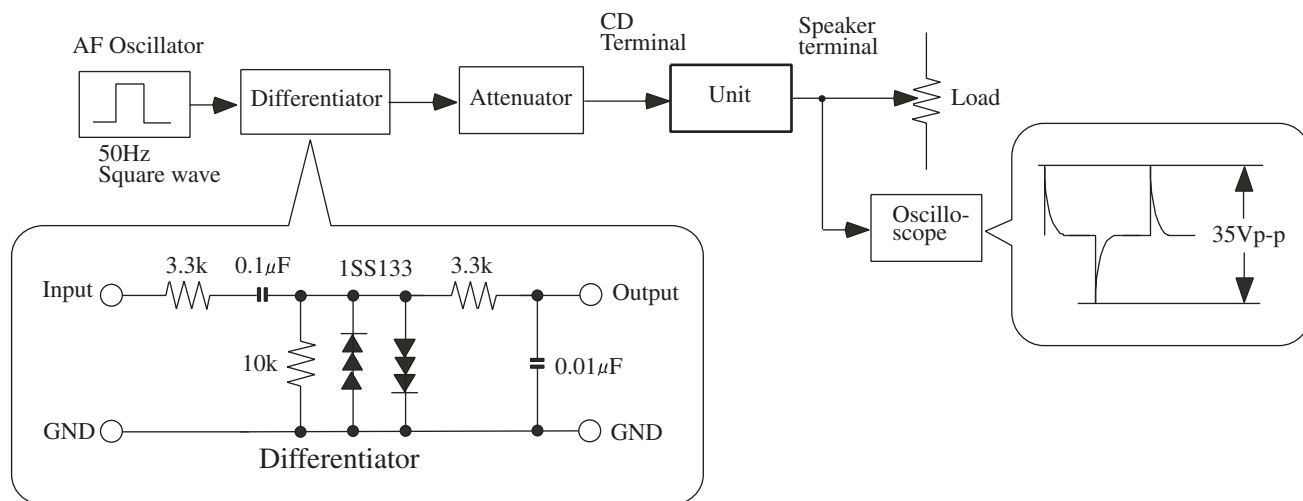 AF Oscillator
50Hz
Square wave
Differentiator
Attenuator
CD
Terminal
Unit
Speaker
terminal
Load
Oscillo-
scope
35Vp-p
Input
3.3k
0.1μF
1SS133
3.3k
Output
10k
0.01μF
GND
GND
Differentiator